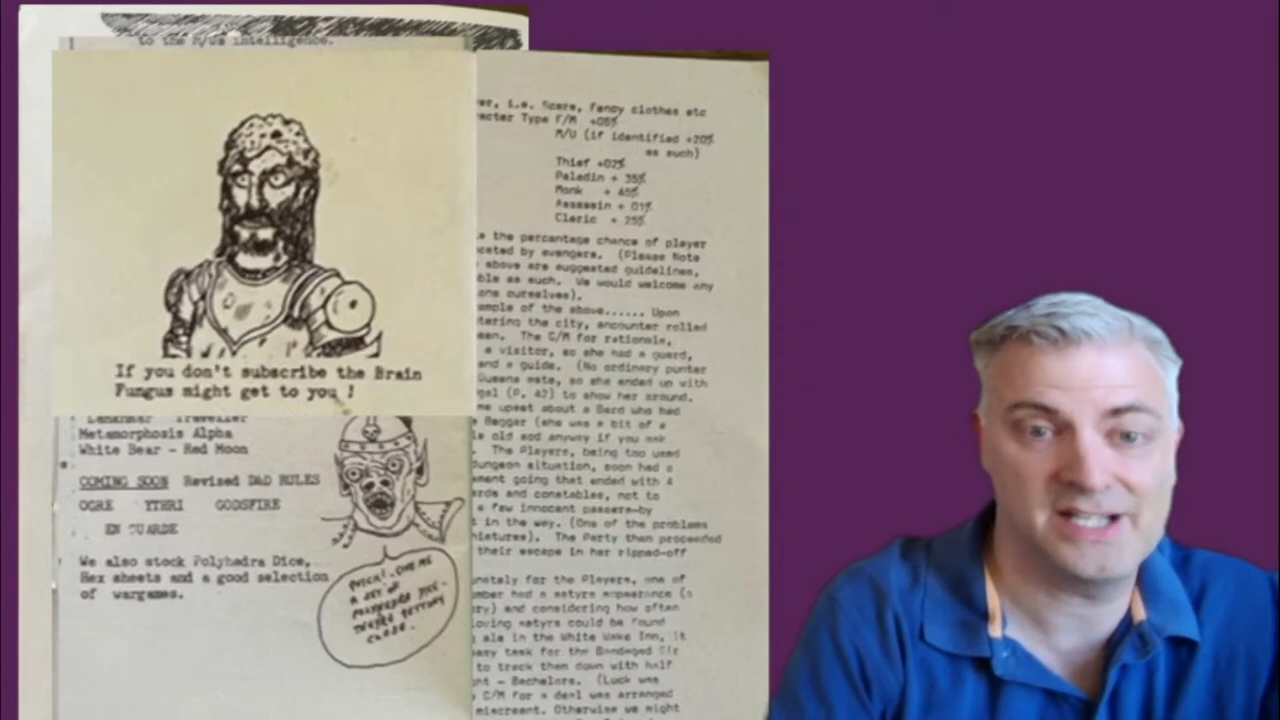 to the M/Us intelligence.
If you don't subscribe the Brain
Fungus might get to you !
Lankhmar Traveller
Metamorphosis Alpha
White Bear - Red Moon
COMING SOON Revised D&D RULES
OGRE YTHRI GODSFIRE
EN GUARDE
We also stock Polyhedra Dice,
Hex sheets and a good selection
of wargames.
QUICK! GIVE ME
A SET OF
POLYHEDRA DICE.
THEY'RE GETTING
CLOSE.
er, i.e. Scars, fancy clothes etc
racter Type F/M +05%
M/U (if identified +20%
as such)
Thief +02%
Paladin + 35%
Monk + 45%
Assassin + 01%
Cleric + 25%
s the percentage chance of player
cted by avengers. (Please Note
above are suggested guidelines,
ble as such. We would welcome any
ons ourselves).
ample of the above...... Upon
tering the city, encounter rolled
een. The C/M for rationale,
a visitor, so she had a guard,
and a guide. (No ordinary punter
Queens mate, so she ended up with
gal (P. 42) to show her around.
me upset about a Bard who had
Beggar (she was a bit of a
e old sod anyway if you ask
. The Players, being too used
dungeon situation, soon had a
ment going that ended with 4
ards and constables, not to
a few innocent passers-by
t in the way. (One of the problems
niatures). The Party then proceeded
their escape in her ripped-off
unately for the Players, one of
mber had a satyrs appearance (a
ry) and considering how often
loving satyrs could be found
ale in the White Wake Inn, it
easy task for the Bandaged Sir
to track them down with half
ht - Bachelors. (Luck was
C/M for a deal was arranged
miscreant. Otherwise we might